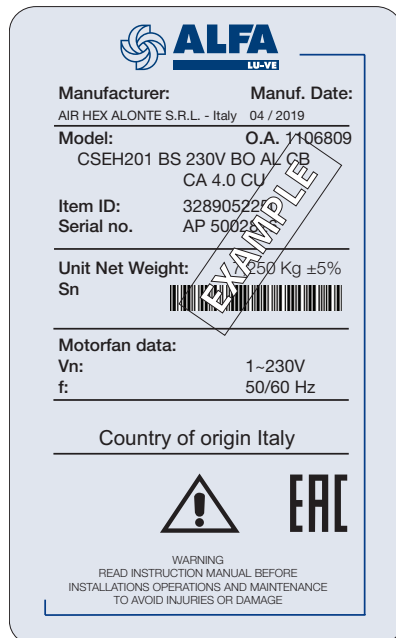 ALFA
LU-VE
Manufacturer: Manuf. Date:
AIR HEX ALONTE S.R.L. - Italy 04 / 2019
Model: O.A. 1106809
CSEH201 BS 230V BO AL CB
CA 4.0 CU
Item ID:
Serial no. AP
Unit Net Weight: Kg ±5%
Sn
EXAMPLE
Motorfan data:
Vn: 1~230V
f: 50/60 Hz
Country of origin Italy
EAC
WARNING
READ INSTRUCTION MANUAL BEFORE
INSTALLATIONS OPERATIONS AND MAINTENANCE
TO AVOID INJURIES OR DAMAGE